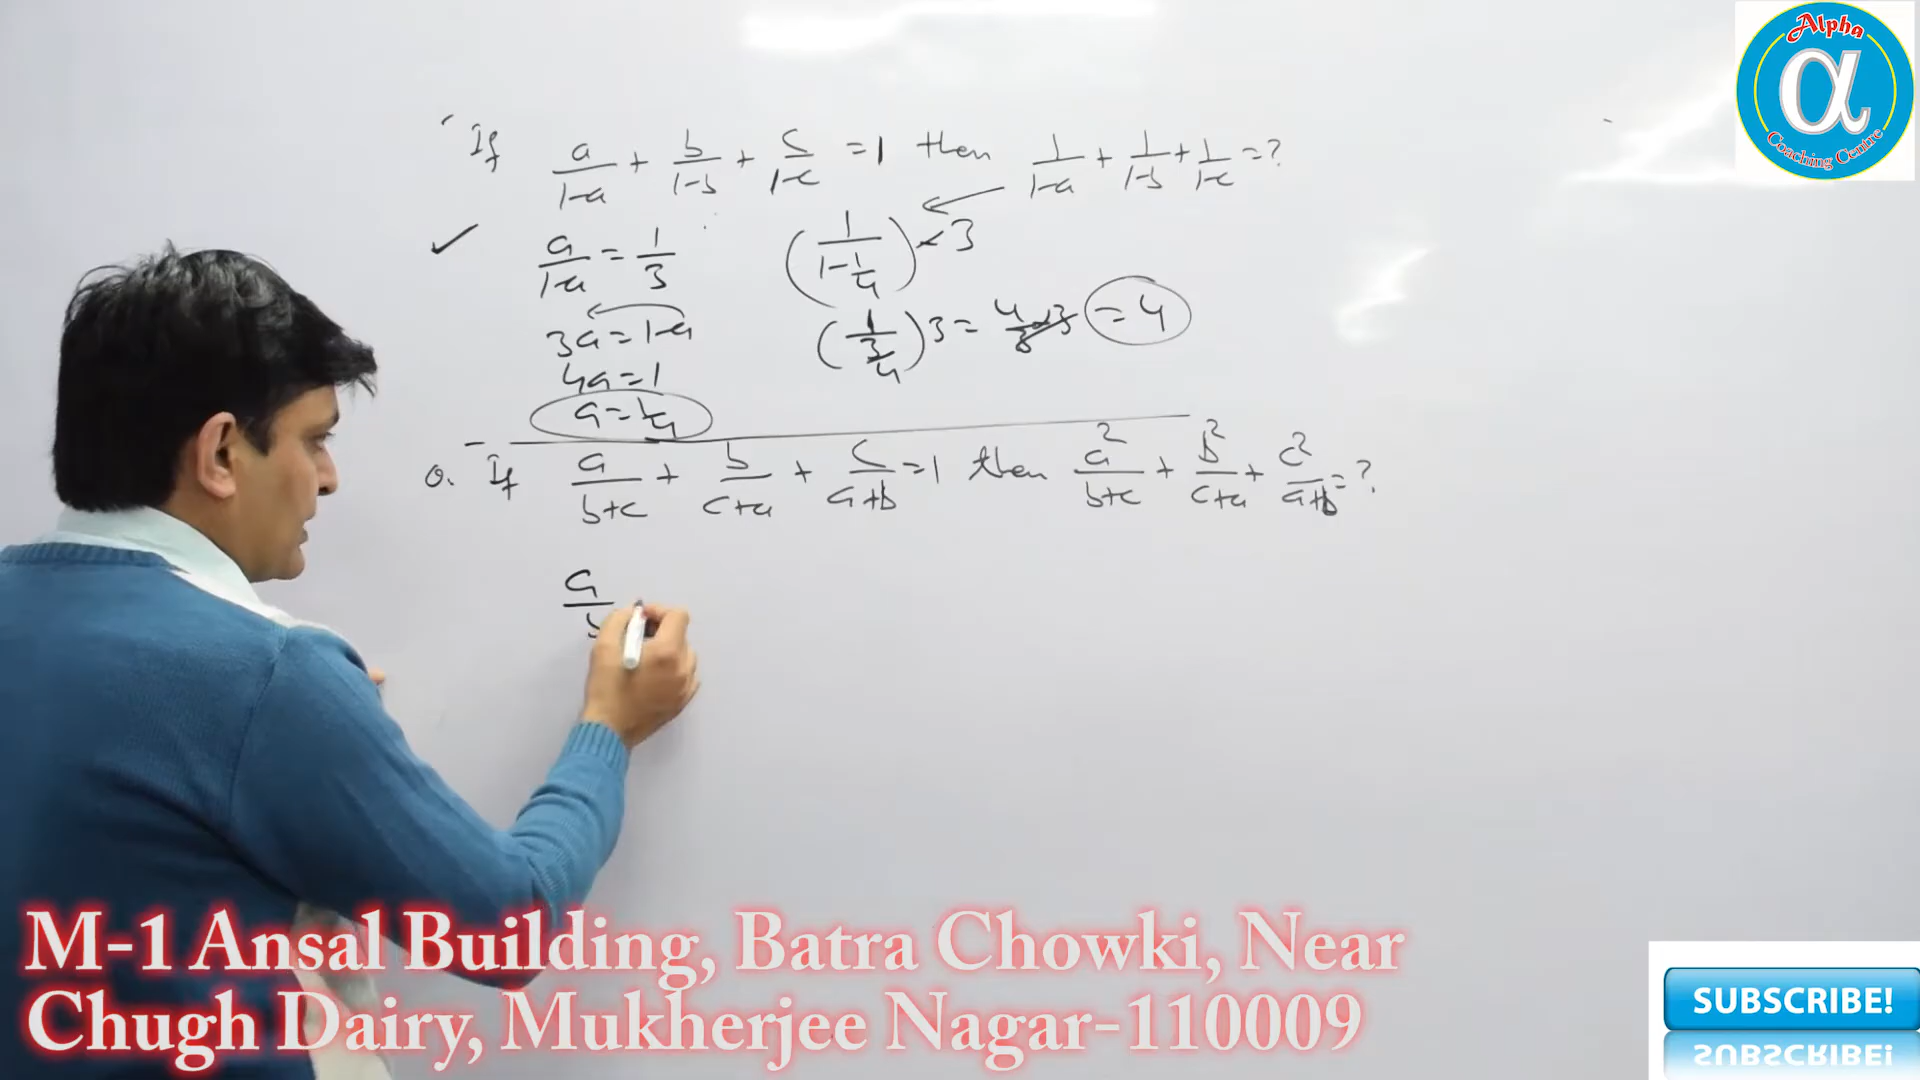 If a/1-a + b/1-b + c/1-c = 1 then 1/1-a + 1/1-b + 1/1-c = ?
a/1-a = 1/3
(1/1-1/4) × 3
3a = 1-a
(1/3/4) 3 = 4/3 × 3 = 4
4a = 1
a = 1/4
Q. If a/b+c + b/c+a + c/a+b = 1 then a²/b+c + b²/c+a + c²/a+b = ?
a/b
Alpha
α
Coaching Centre
M-1 Ansal Building, Batra Chowki, Near
Chugh Dairy, Mukherjee Nagar-110009
SUBSCRIBE!